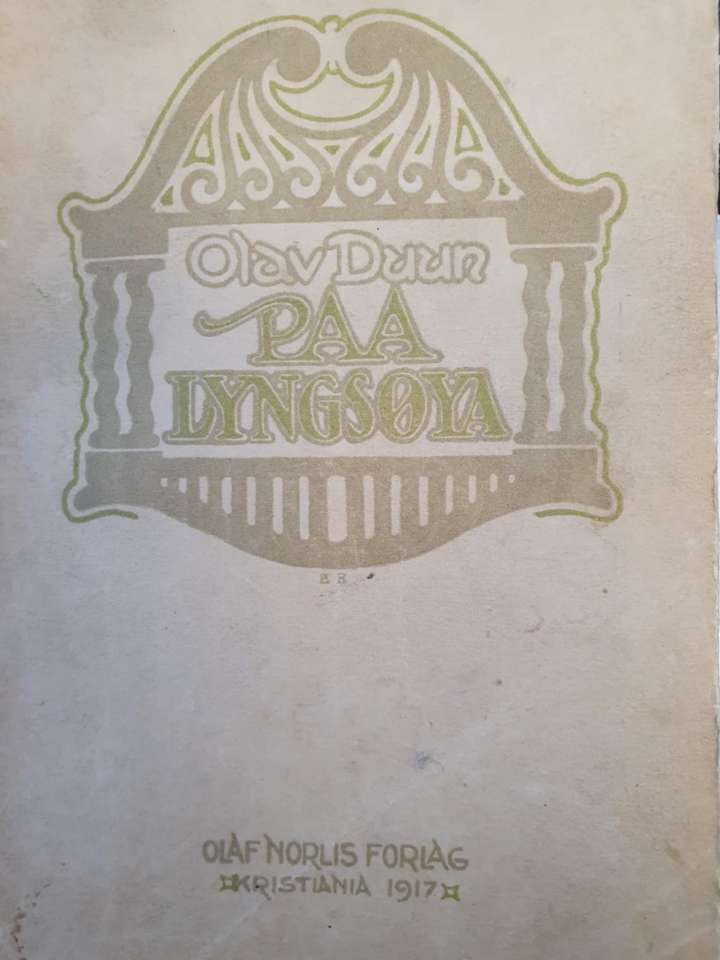 Olav Duun
PAA
LYNGSØYA
OLAF NORLIS FORLAG
KRISTIANIA 1917